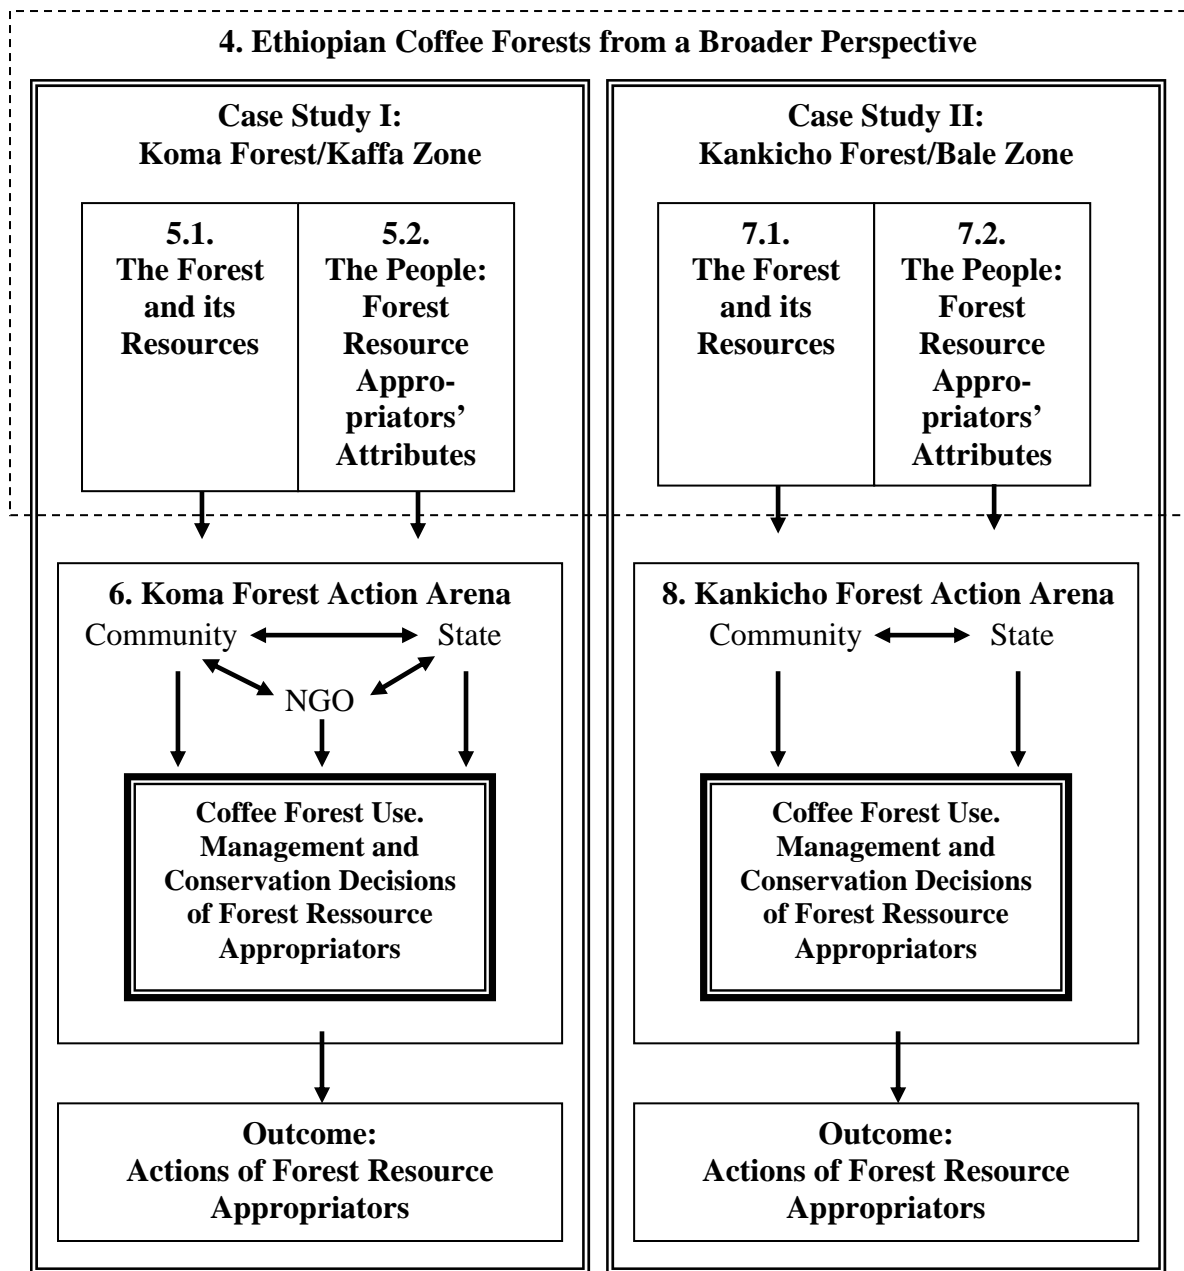 4. Ethiopian Coffee Forests from a Broader Perspective
Case Study I:
Koma Forest/Kaffa Zone
5.1.
The Forest
and its
Resources
5.2.
The People:
Forest
Resource
Appro-
priators’
Attributes
6. Koma Forest Action Arena
Community
State
NGO
Coffee Forest Use.
Management and
Conservation Decisions
of Forest Ressource
Appropriators
Outcome:
Actions of Forest Resource
Appropriators
Case Study II:
Kankicho Forest/Bale Zone
7.1.
The Forest
and its
Resources
7.2.
The People:
Forest
Resource
Appro-
priators’
Attributes
8. Kankicho Forest Action Arena
Community
State
Coffee Forest Use.
Management and
Conservation Decisions
of Forest Ressource
Appropriators
Outcome:
Actions of Forest Resource
Appropriators